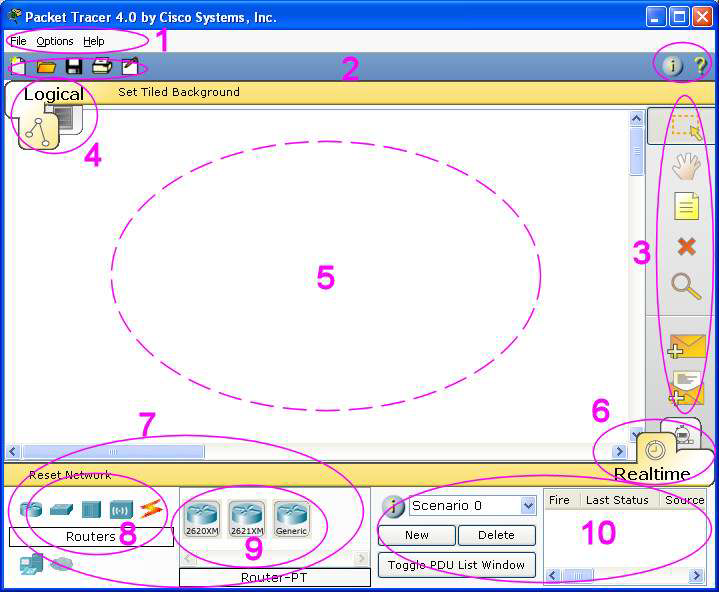 Packet Tracer 4.0 by Cisco Systems, Inc.
File Options Help 1
2
i ?
Logical Set Tiled Background
4
3
5
7
6
Reset Network
Realtime
8
Routers
2620XM 2621XM Generic
9
Router-PT
i Scenario 0
New Delete
Toggle PDU List Window
Fire Last Status Source
10